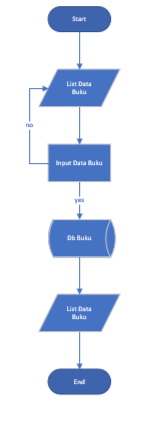 Start
List Data
Buku
no
Input Data Buku
yes
Db Buku
List Data
Buku
End